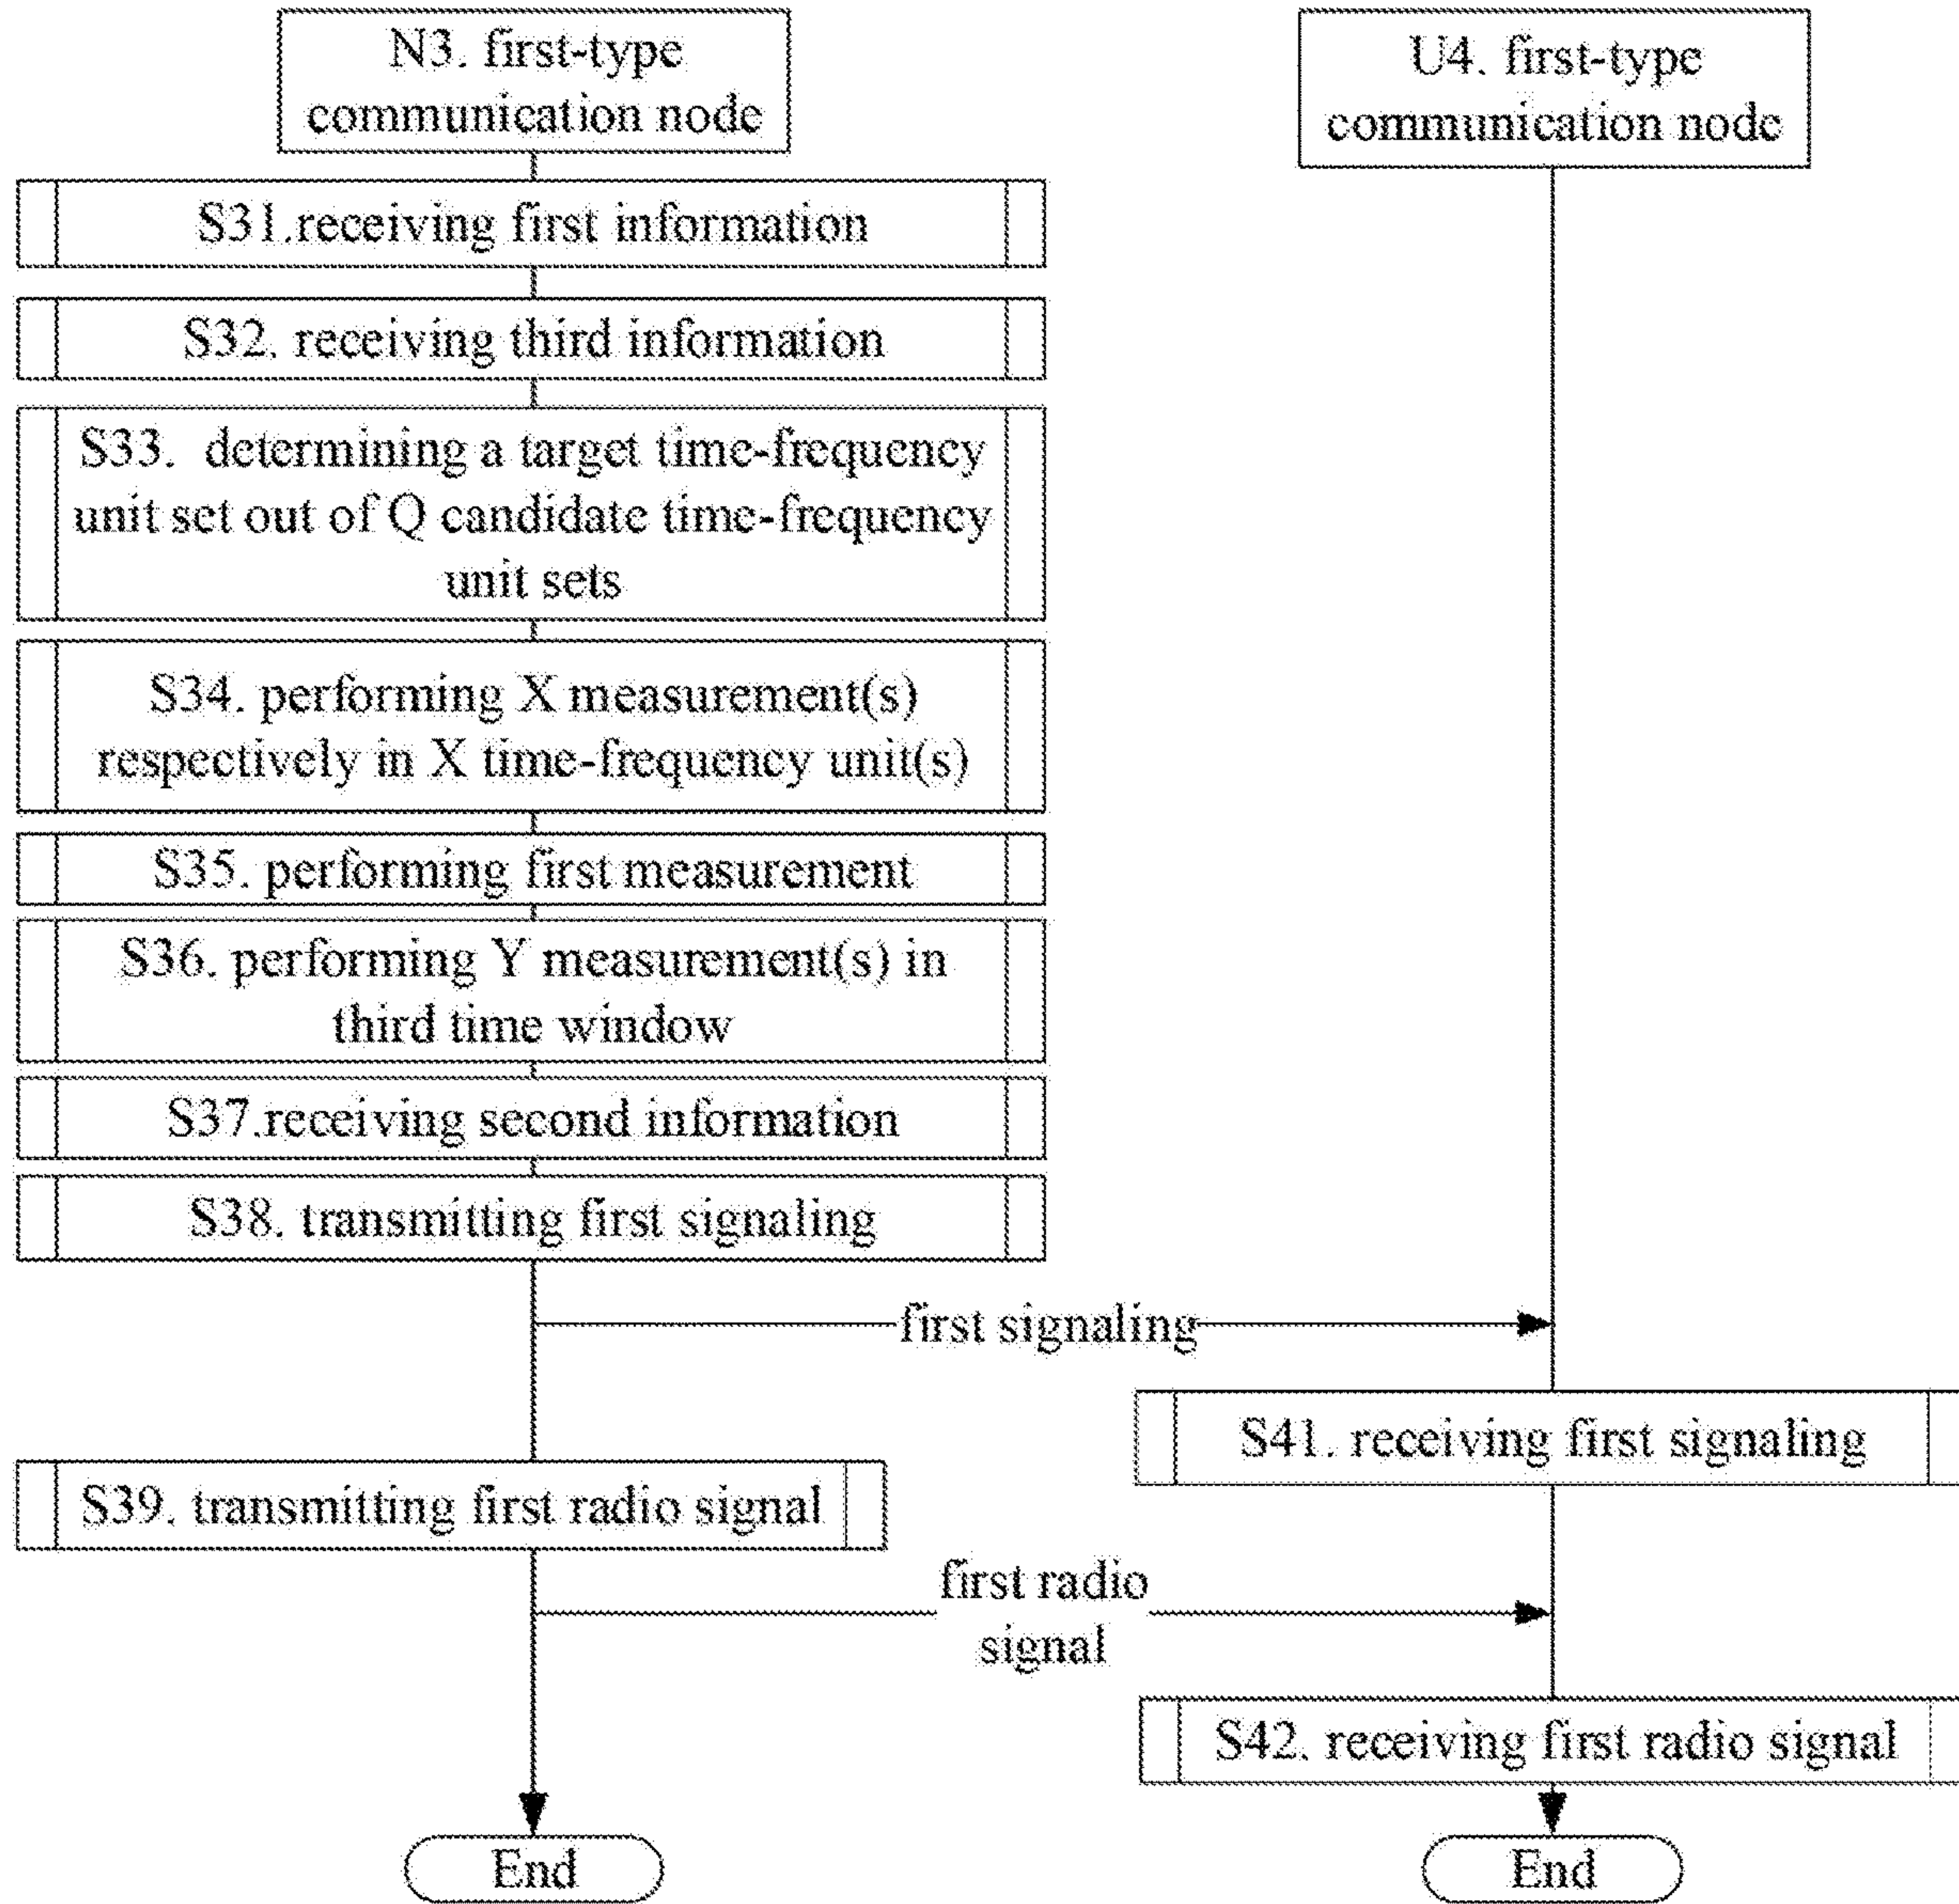 N3. first-type
communication node
U4. first-type
communication node
S31.receiving first information
S32. receiving third information
S33. determining a target time-frequency
unit set out of Q candidate time-frequency
unit sets
S34. performing X measurement(s)
respectively in X time-frequency unit(s)
S35. performing first measurement
S36. performing Y measurement(s) in
third time window
S37.receiving second information
S38. transmitting first signaling
first signaling
S41. receiving first signaling
S39. transmitting first radio signal
first radio
signal
S42. receiving first radio signal
End
End